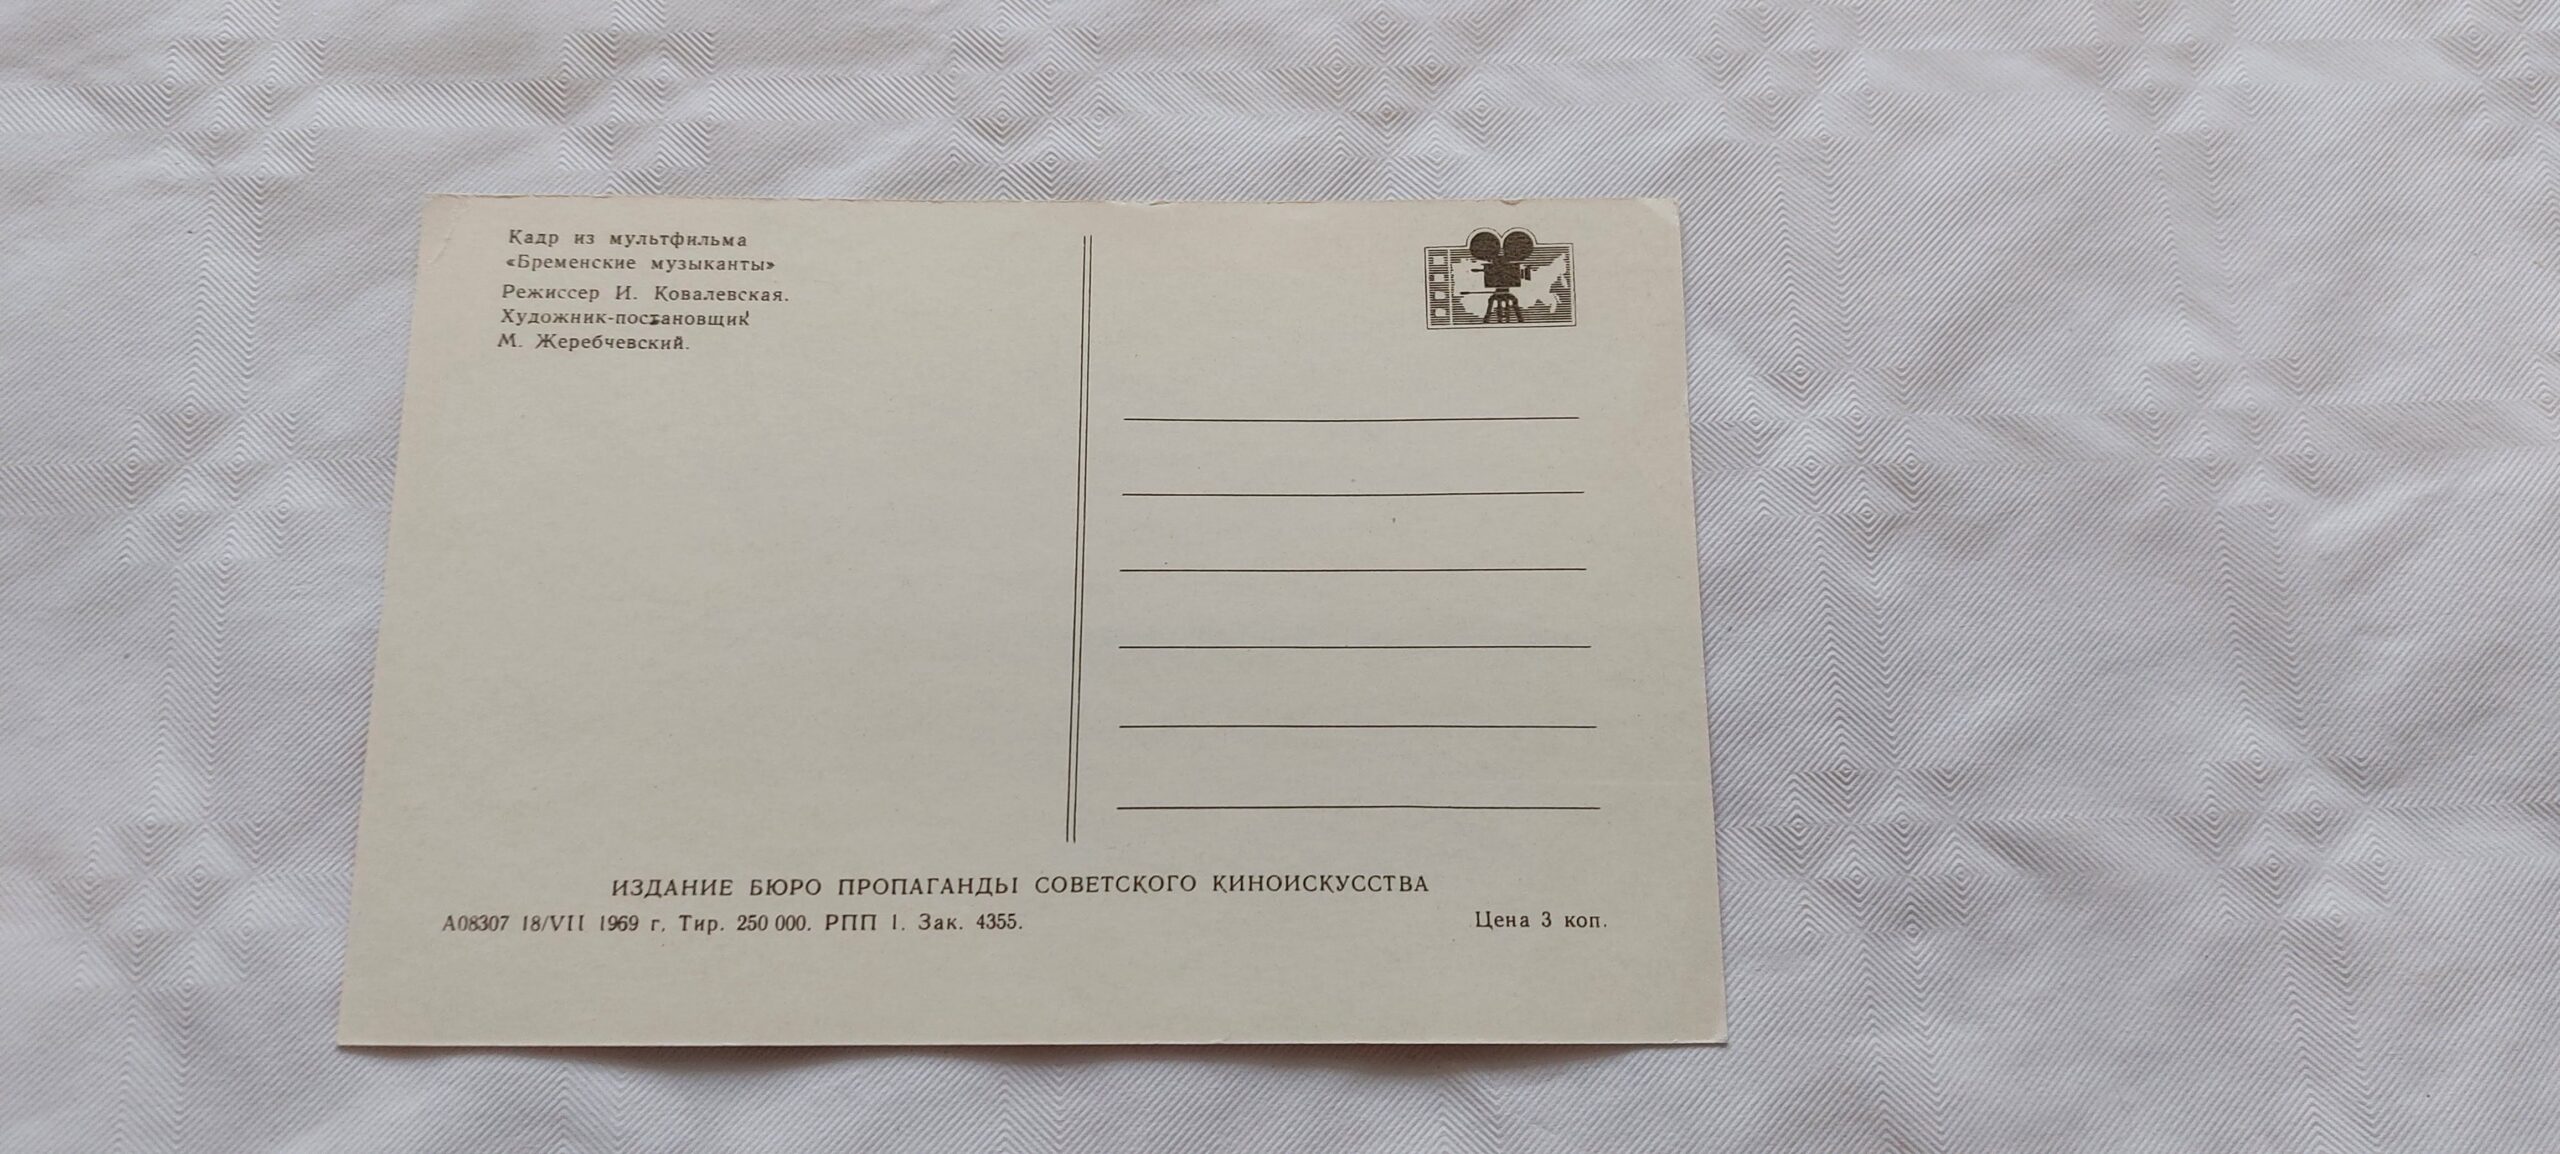 Кадр из мультфильма
«Бременские музыканты»
Режиссер И. Ковалевская.
Художник-постановщик
М. Жеребчевский.
ИЗДАНИЕ БЮРО ПРОПАГАНДЫ СОВЕТСКОГО КИНОИСКУССТВА
А08307 18/VII 1969 г. Тир. 250 000. РПП 1. Зак. 4355. Цена 3 коп.